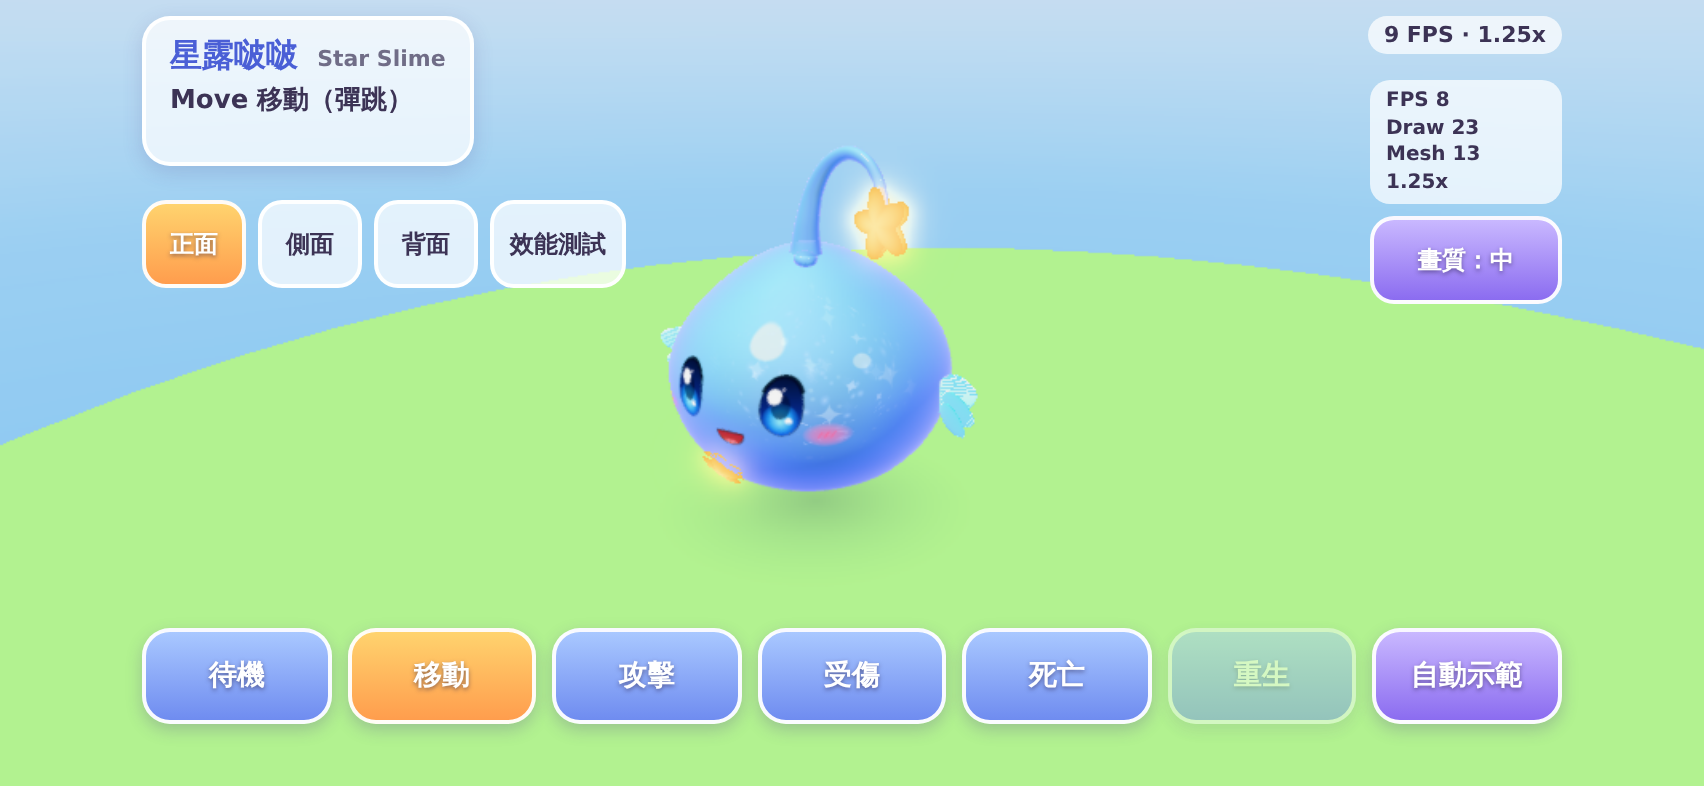 星露啵啵 Star Slime
Move 移動（彈跳）
9 FPS · 1.25x
FPS 8
Draw 23
Mesh 13
1.25x
正面
側面
背面
效能測試
畫質：中
待機
移動
攻擊
受傷
死亡
重生
自動示範